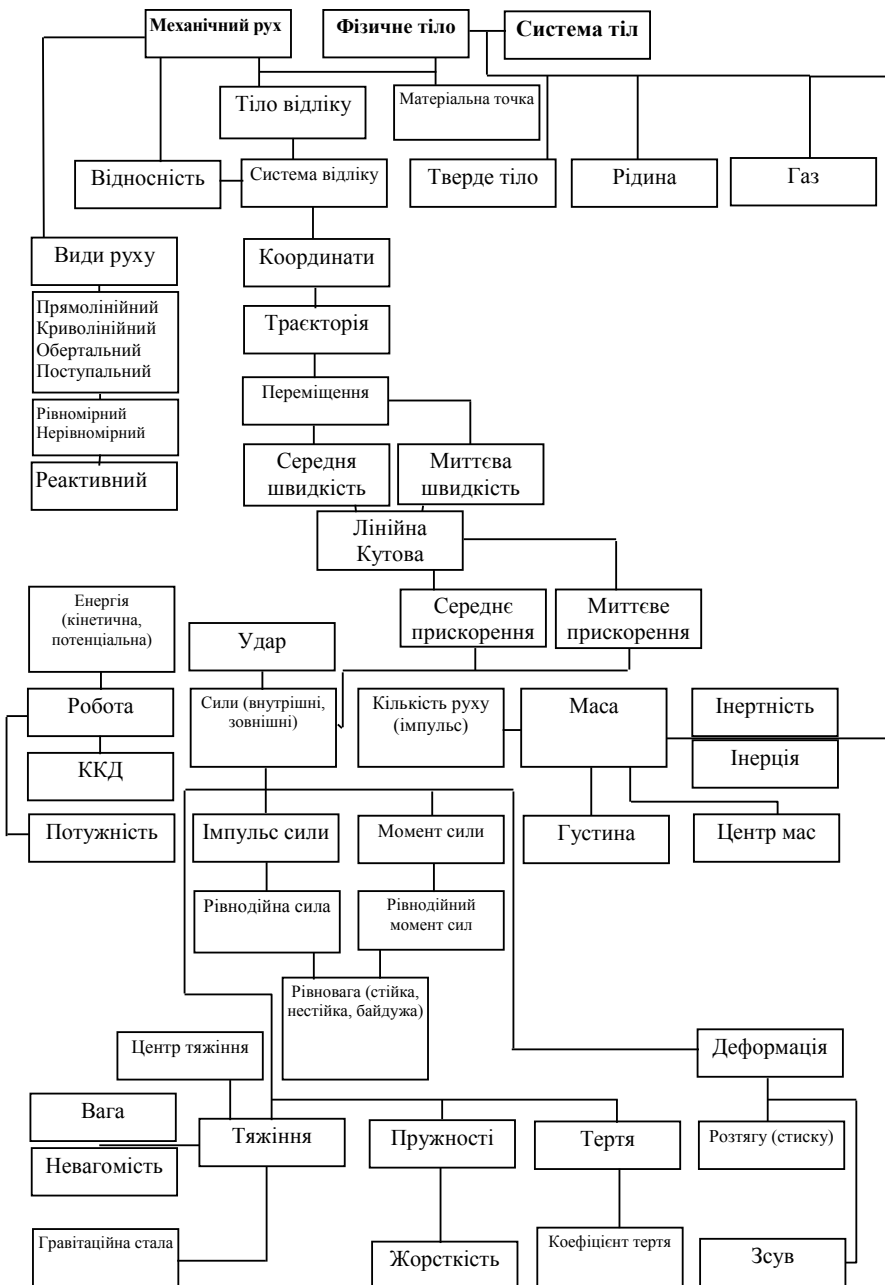 Механічний рух
Фізичне тіло
Система тіл
Тіло відліку
Матеріальна точка
Відносність
Система відліку
Тверде тіло
Рідина
Газ
Види руху
Координати
Прямолінійний
Криволінійний
Обертальний
Поступальний
Траєкторія
Переміщення
Рівномірний
Нерівномірний
Середня
швидкість
Миттєва
швидкість
Реактивний
Лінійна
Кутова
Енергія
(кінетична,
потенціальна)
Удар
Середнє
прискорення
Миттєве
прискорення
Робота
Сили (внутрішні,
зовнішні)
Кількість руху
(імпульс)
Маса
Інертність
Інерція
ККД
Потужність
Імпульс сили
Момент сили
Густина
Центр мас
Рівнодійна сила
Рівнодійний
момент сил
Рівновага (стійка,
нестійка, байдужа)
Центр тяжіння
Деформація
Вага
Невагомість
Тяжіння
Пружності
Тертя
Розтягу (стиску)
Гравітаційна стала
Жорсткість
Коефіцієнт тертя
Зсув